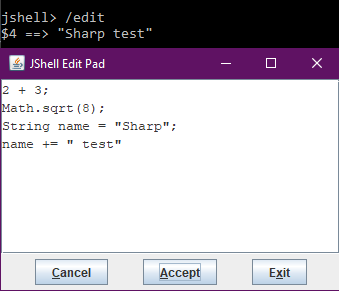 jshell> /edit
$4 ==> "Sharp test"
JShell Edit Pad
2 + 3;
Math.sqrt(8);
String name = "Sharp";
name += " test"
Cancel Accept Exit